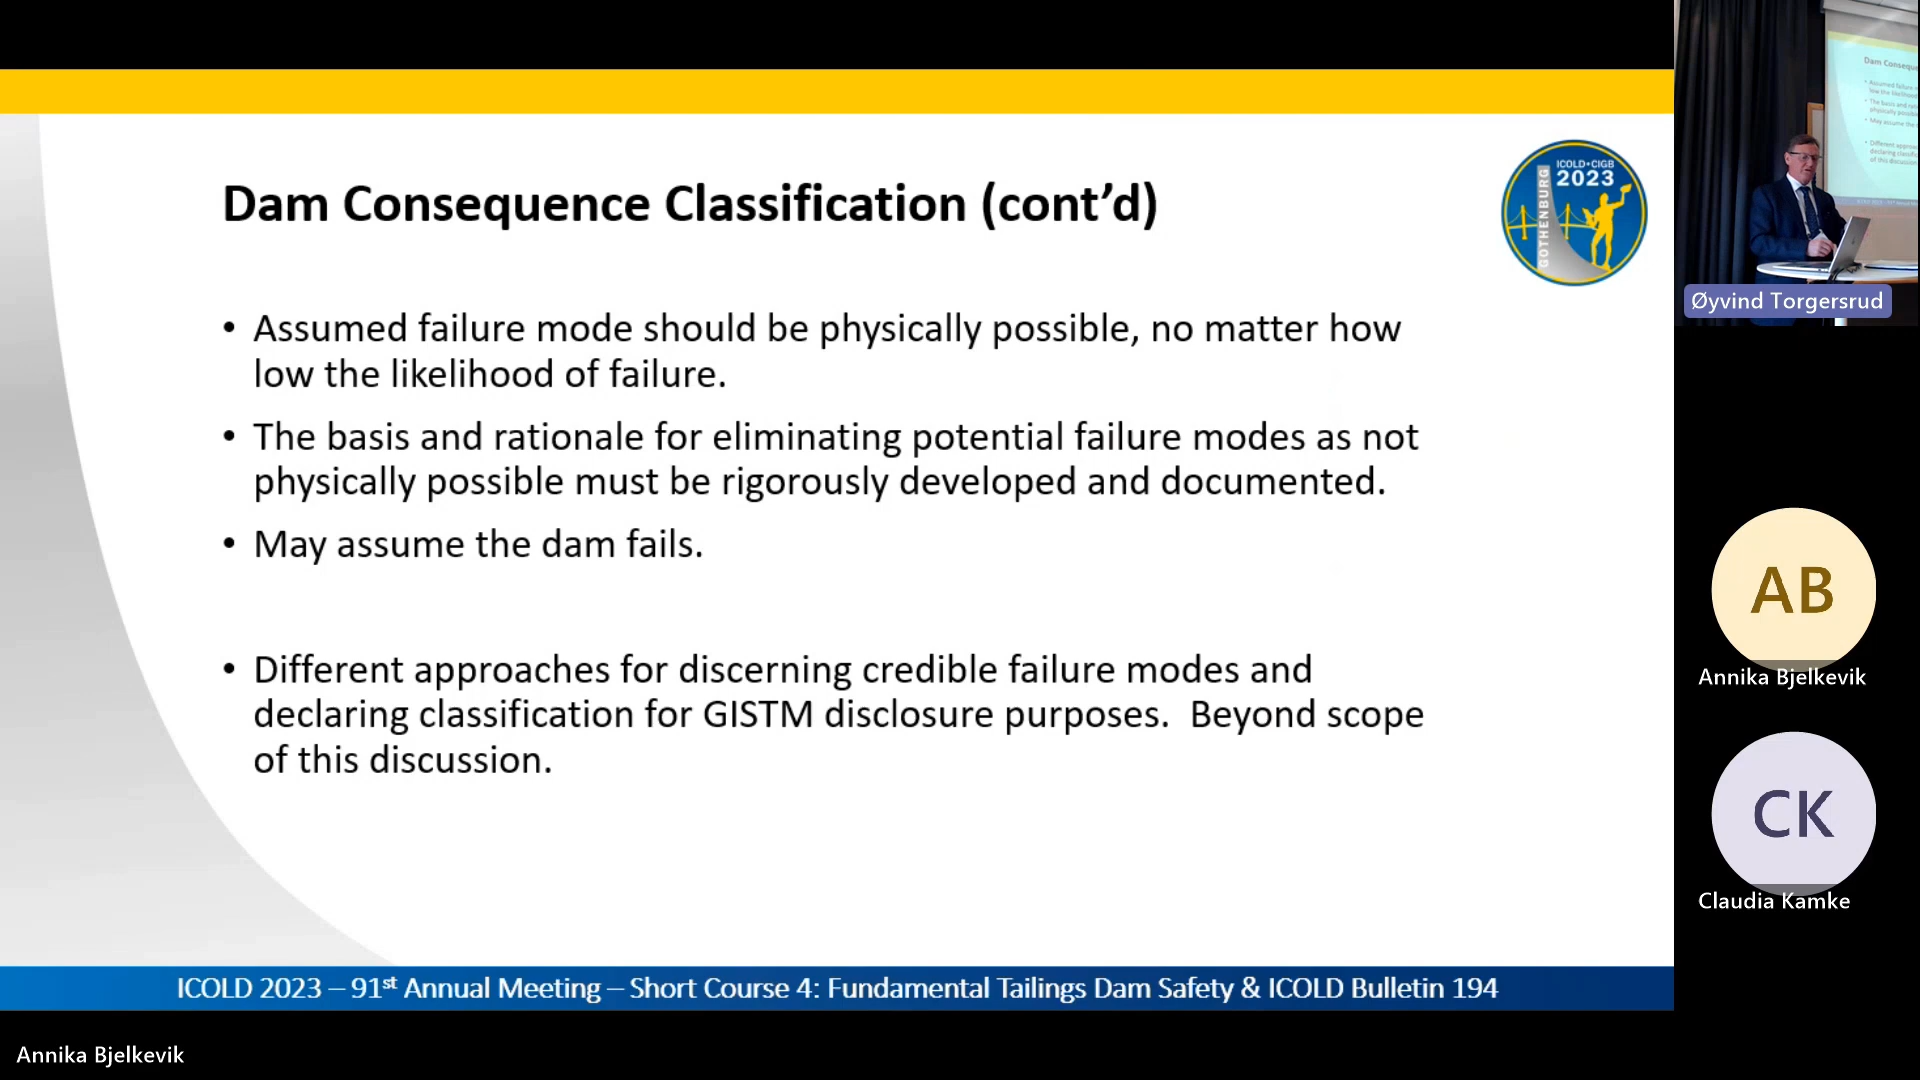 Dam Consequence Classification (cont’d)
ICOLD•CIGB
2023
GOTHENBURG
• Assumed failure mode should be physically possible, no matter how
low the likelihood of failure.
• The basis and rationale for eliminating potential failure modes as not
physically possible must be rigorously developed and documented.
• May assume the dam fails.
• Different approaches for discerning credible failure modes and
declaring classification for GISTM disclosure purposes.  Beyond scope
of this discussion.
ICOLD 2023 – 91st Annual Meeting – Short Course 4: Fundamental Tailings Dam Safety & ICOLD Bulletin 194
Annika Bjelkevik
Dam Conseque
Øyvind Torgersrud
AB
Annika Bjelkevik
CK
Claudia Kamke